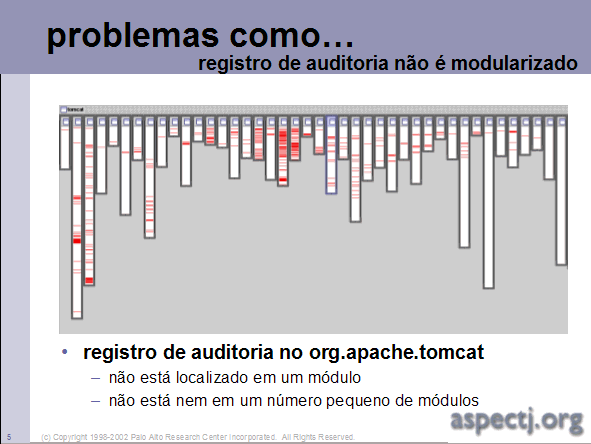 problemas como…
registro de auditoria não é modularizado
tomcat
• registro de auditoria no org.apache.tomcat
– não está localizado em um módulo
– não está nem em um número pequeno de módulos
aspectj.org
5
(c) Copyright 1998-2002 Palo Alto Research Center Incorporated. All Rights Reserved.